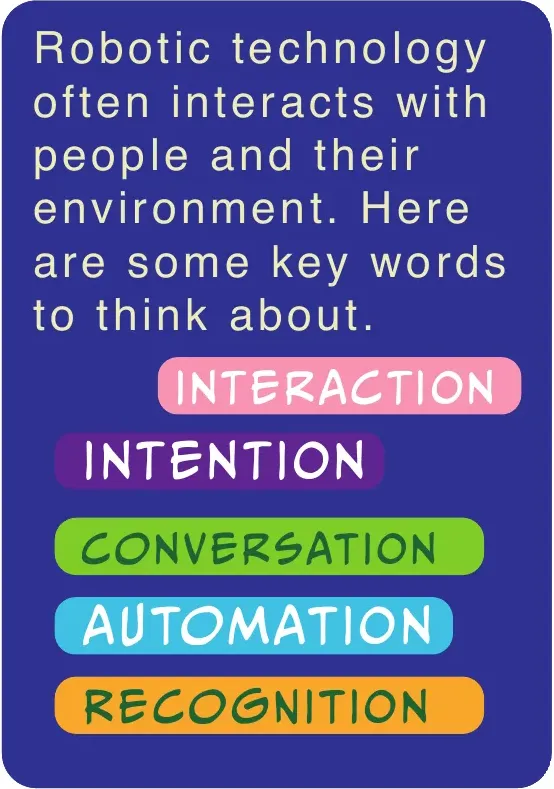 Robotic technology
often interacts with
people and their
environment. Here
are some key words
to think about.
INTERACTION
INTENTION
CONVERSATION
AUTOMATION
RECOGNITION